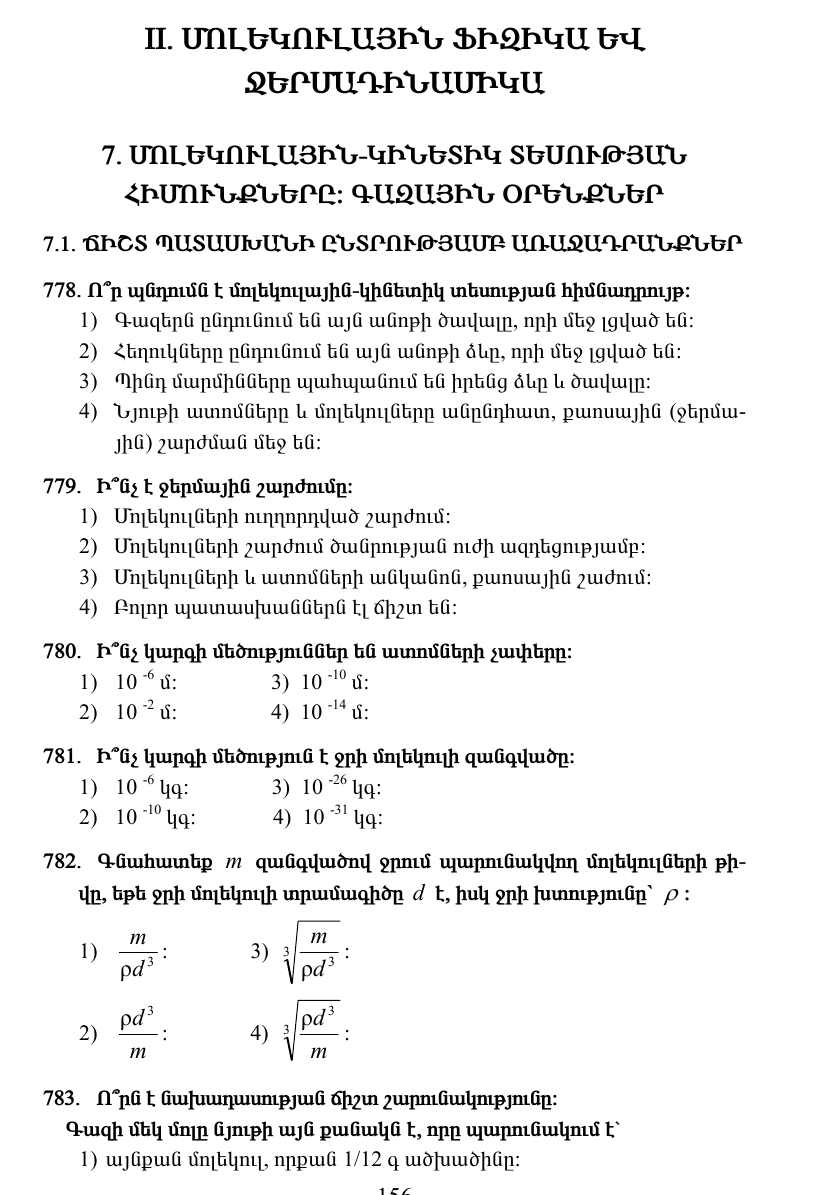 II. ՄՈԼԵԿՈՒԼԱՅԻՆ ՖԻԶԻԿԱ ԵՎ
ՋԵՐՄԱԴԻՆԱՄԻԿԱ
7. ՄՈԼԵԿՈՒԼԱՅԻՆ-ԿԻՆԵՏԻԿ ՏԵՍՈՒԹՅԱՆ
ՀԻՄՈՒՆՔՆԵՐԸ: ԳԱԶԱՅԻՆ ՕՐԵՆՔՆԵՐ
7.1. ՃԻՇՏ ՊԱՏԱՍԽԱՆԻ ԸՆՏՐՈՒԹՅԱՄԲ ԱՌԱՋԱԴՐԱՆՔՆԵՐ
778. Ո՞ր պնդումն է մոլեկուլային-կինետիկ տեսության հիմնադրույթ:
1) Գազերն ընդունում են այն անոթի ծավալը, որի մեջ լցված են:
2) Հեղուկները ընդունում են այն անոթի ձևը, որի մեջ լցված են:
3) Պինդ մարմինները պահպանում են իրենց ձևը և ծավալը:
4) Նյութի ատոմները և մոլեկուլները անընդհատ, քաոսային (ջերմա-
յին) շարժման մեջ են:
779. Ի՞նչ է ջերմային շարժումը:
1) Մոլեկուլների ուղղորդված շարժում:
2) Մոլեկուլների շարժում ծանրության ուժի ազդեցությամբ:
3) Մոլեկուլների և ատոմների անկանոն, քաոսային շաժում:
4) Բոլոր պատասխաններն էլ ճիշտ են:
780. Ի՞նչ կարգի մեծություններ են ատոմների չափերը:
1) 10⁻⁶ մ: 3) 10⁻¹⁰ մ:
2) 10⁻² մ: 4) 10⁻¹⁴ մ:
781. Ի՞նչ կարգի մեծություն է ջրի մոլեկուլի զանգվածը:
1) 10⁻⁶ կգ: 3) 10⁻²⁶ կգ:
2) 10⁻¹⁰ կգ: 4) 10⁻³¹ կգ:
782. Գնահատեք m զանգվածով ջրում պարունակվող մոլեկուլների թի-
վը, եթե ջրի մոլեկուլի տրամագիծը d է, իսկ ջրի խտությունը՝ ρ :
1) m/ρd³ : 3) ∛(m/ρd³) :
2) ρd³/m : 4) ∛(ρd³/m) :
783. Ո՞րն է նախադասության ճիշտ շարունակությունը:
Գազի մեկ մոլը նյութի այն քանակն է, որը պարունակում է՝
1) այնքան մոլեկուլ, որքան 1/12 գ ածխածինը:
156